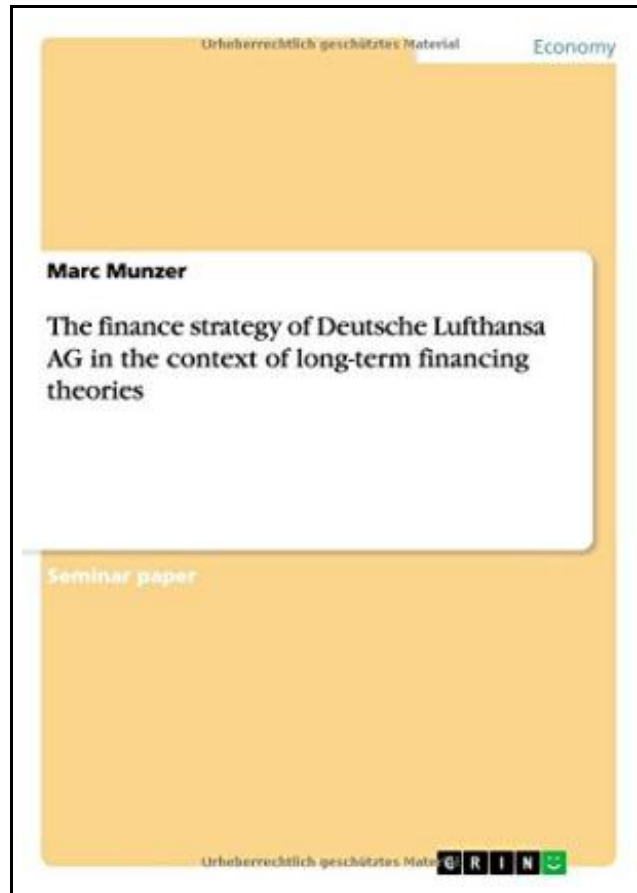 Urheberrechtlich geschütztes Material
Economy
Marc Munzer
The finance strategy of Deutsche Lufthansa
AG in the context of long-term financing
theories
Seminar paper
Urheberrechtlich geschütztes Mate
GRIN